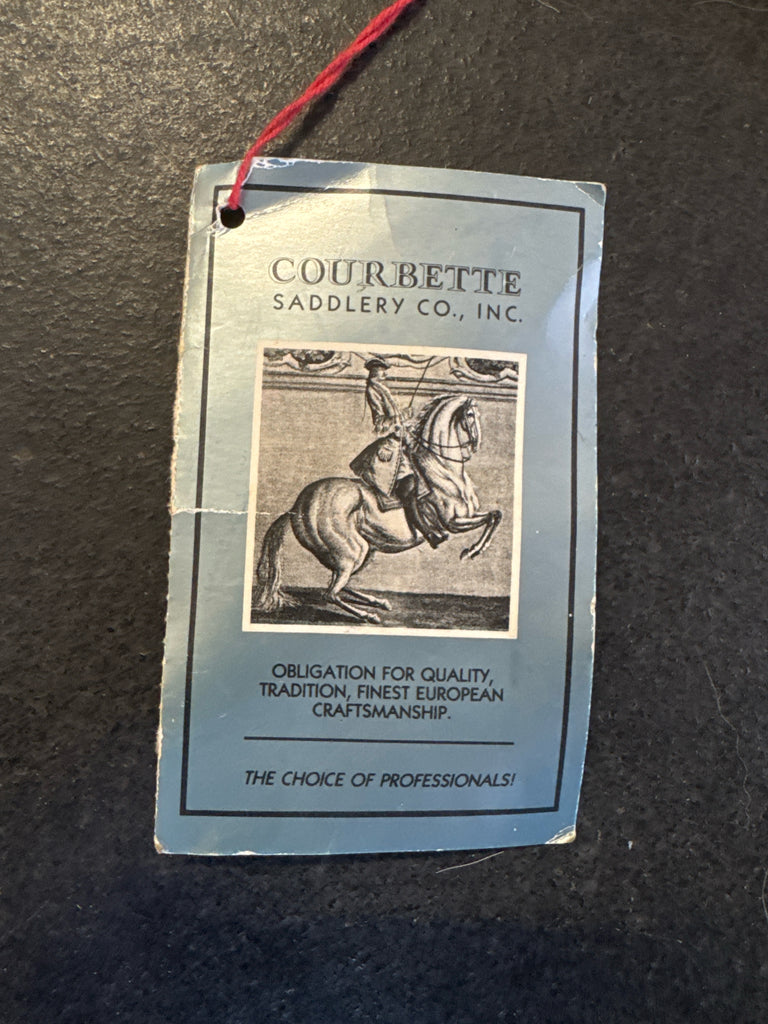 COURBETTE
SADDLERY CO., INC.
OBLIGATION FOR QUALITY,
TRADITION, FINEST EUROPEAN
CRAFTSMANSHIP.
THE CHOICE OF PROFESSIONALS!